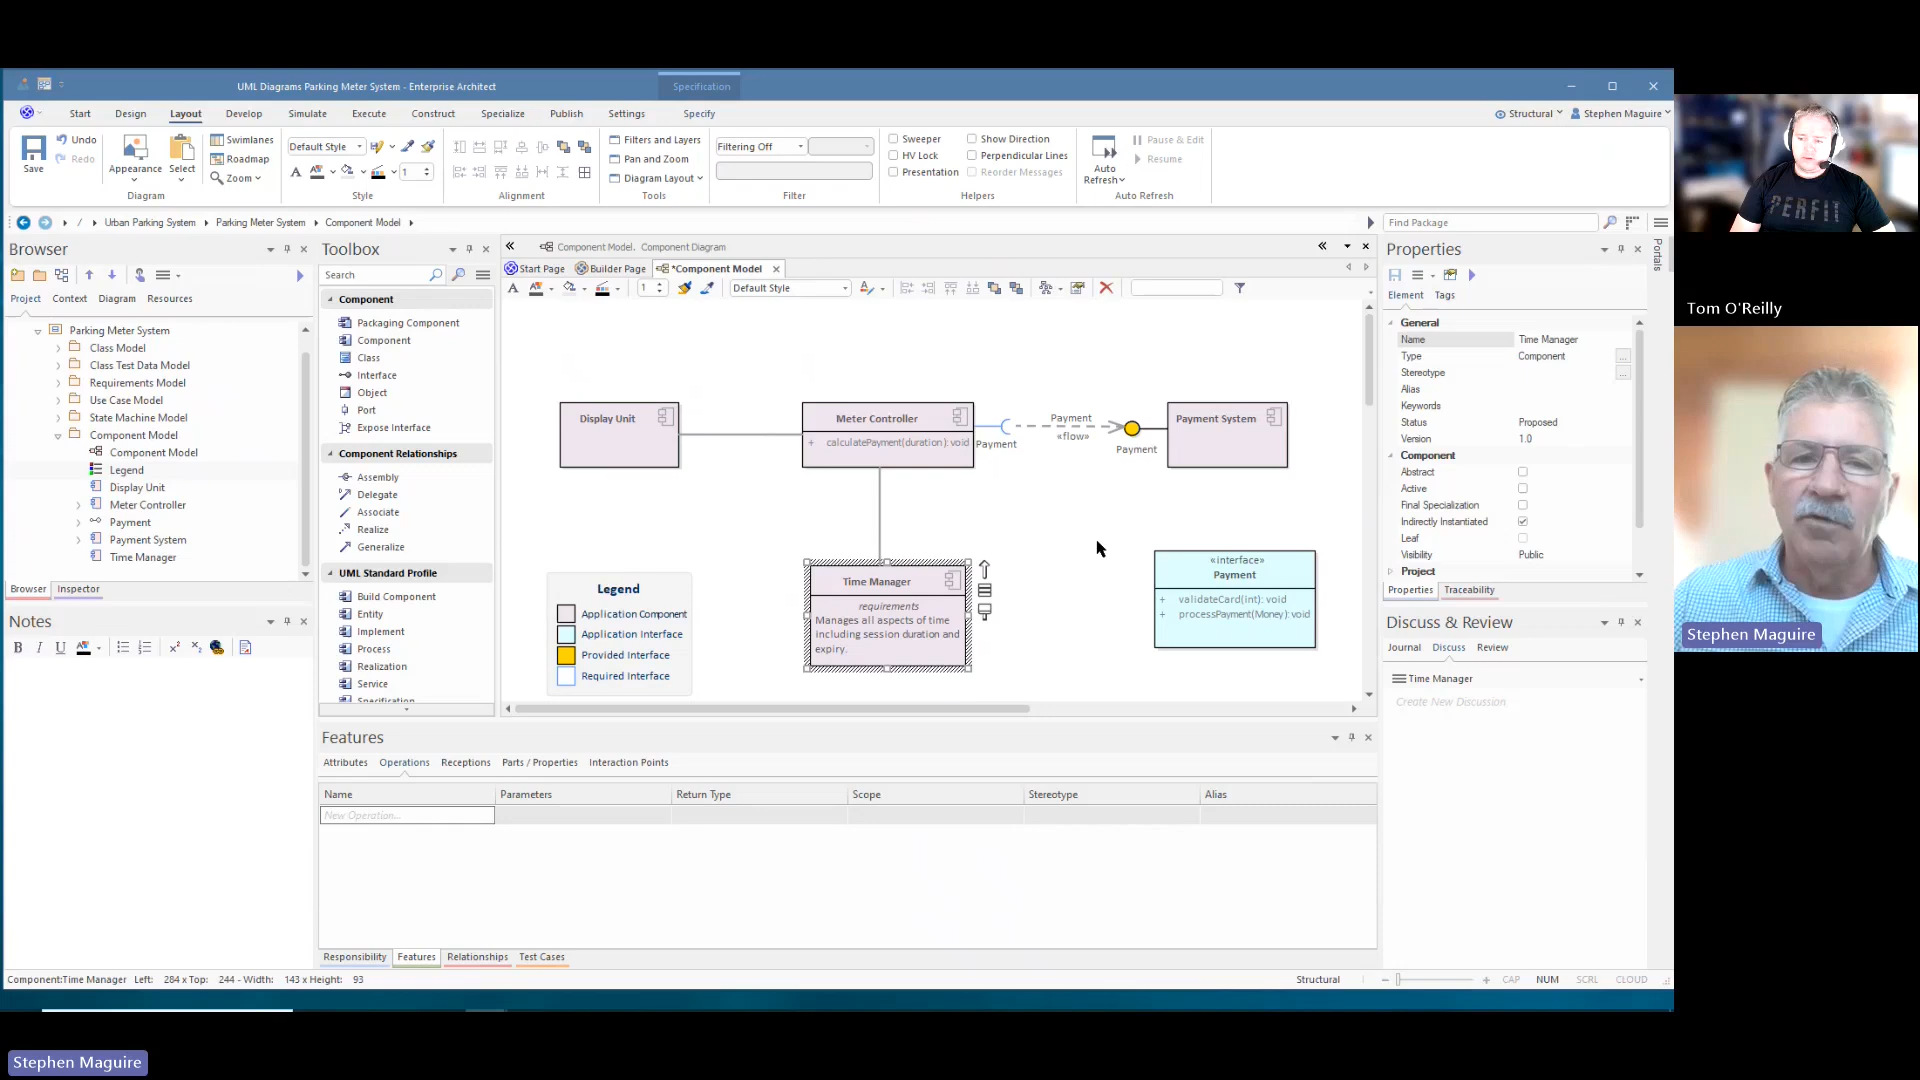 UML Diagrams Parking Meter System - Enterprise Architect
Specification
Start Design Layout Develop Simulate Execute Construct Specialize Publish Settings Specify
Structural Stephen Maguire
Save
Undo
Redo
Appearance
Select
Swimlanes
Roadmap
Zoom
Diagram
Default Style
1
Style
Alignment
Filters and Layers
Pan and Zoom
Diagram Layout
Tools
Filtering Off
Filter
Sweeper
HV Lock
Presentation
Show Direction
Perpendicular Lines
Reorder Messages
Helpers
Auto
Refresh
Pause & Edit
Resume
Auto Refresh
/ Urban Parking System Parking Meter System Component Model
Find Package
Portals
Browser
Project Context Diagram Resources
Parking Meter System
Class Model
Class Test Data Model
Requirements Model
Use Case Model
State Machine Model
Component Model
Component Model
Legend
Display Unit
Meter Controller
Payment
Payment System
Time Manager
Browser Inspector
Notes
B I U
Toolbox
Search
Component
Packaging Component
Component
Class
Interface
Object
Port
Expose Interface
Component Relationships
Assembly
Delegate
Associate
Realize
Generalize
UML Standard Profile
Build Component
Entity
Implement
Process
Realization
Service
Specification
Component Model. Component Diagram
Start Page Builder Page *Component Model
1 Default Style
Display Unit
Meter Controller
+ calculatePayment(duration): void
Payment
Payment
«flow»
Payment
Payment System
Time Manager
requirements
Manages all aspects of time
including session duration and
expiry.
«interface»
Payment
+ validateCard(int): void
+ processPayment(Money): void
Legend
Application Component
Application Interface
Provided Interface
Required Interface
Features
Attributes Operations Receptions Parts / Properties Interaction Points
Name Parameters Return Type Scope Stereotype Alias
New Operation...
Responsibility Features Relationships Test Cases
Properties
Element Tags
General
Name Time Manager
Type Component
Stereotype
Alias
Keywords
Status Proposed
Version 1.0
Component
Abstract
Active
Final Specialization
Indirectly Instantiated
Leaf
Visibility Public
Project
Properties Traceability
Discuss & Review
Journal Discuss Review
Time Manager
Create New Discussion
Component:Time Manager Left: 284 x Top: 244 - Width: 143 x Height: 93
Structural CAP NUM SCRL CLOUD
PERFIT
Tom O'Reilly
Stephen Maguire
Stephen Maguire